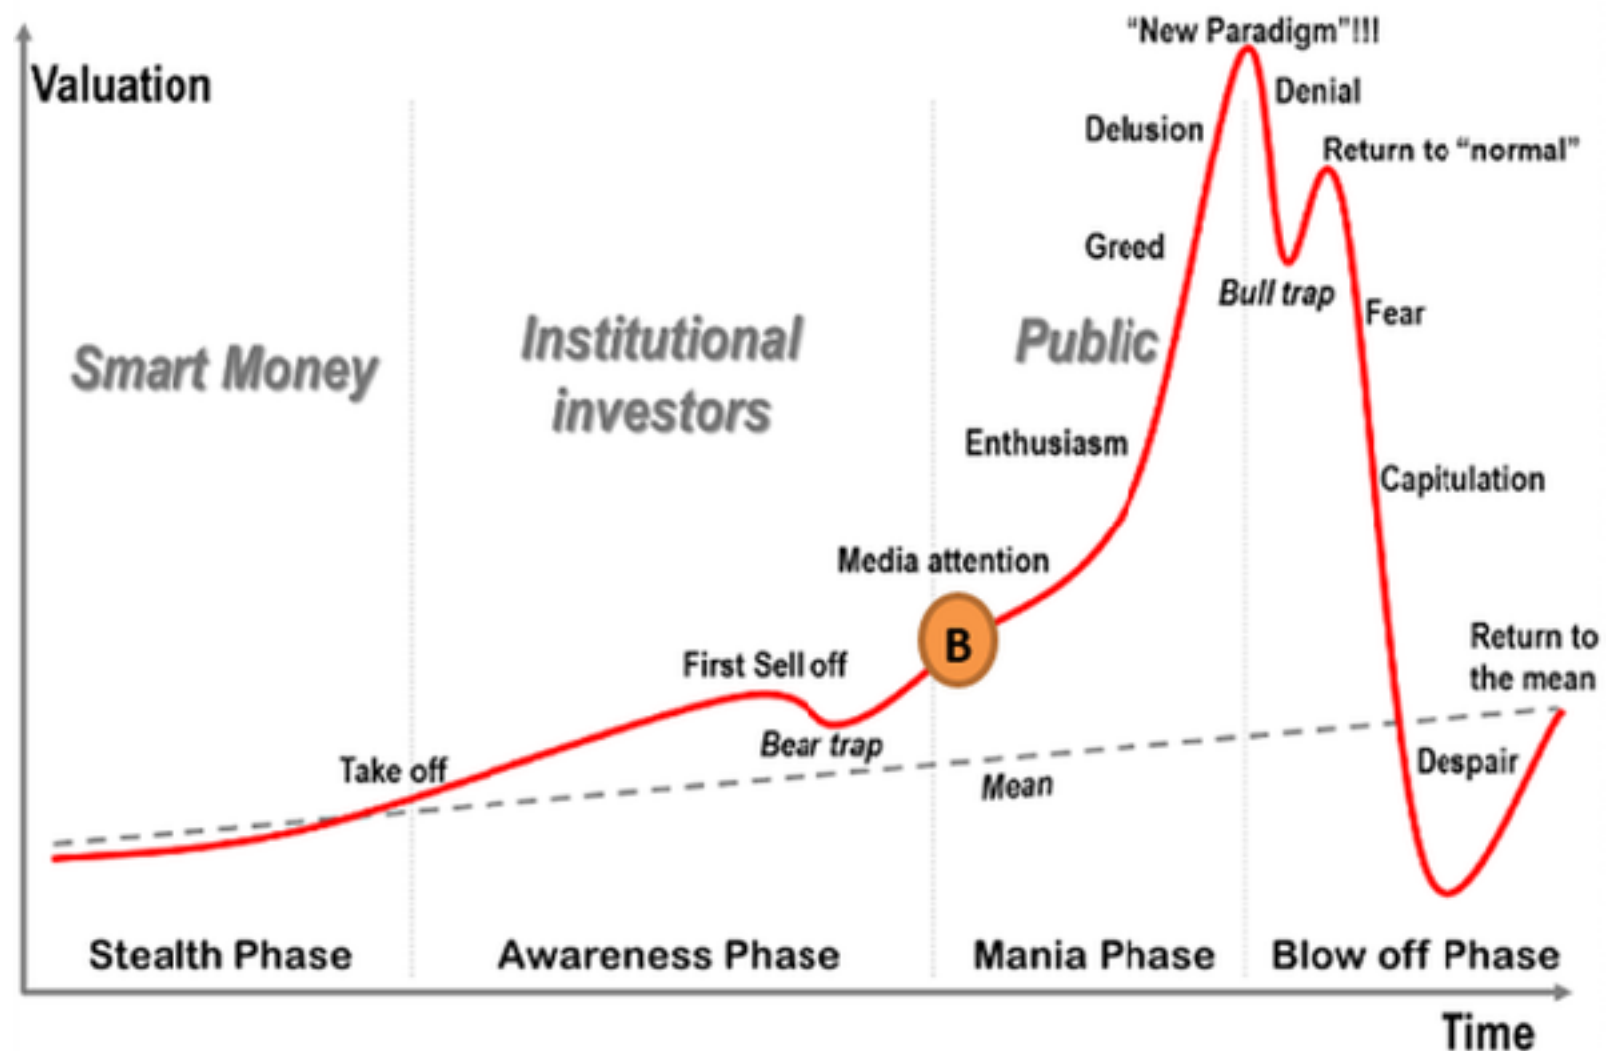 "New Paradigm"!!!
Valuation
Denial
Delusion
Return to "normal"
Greed
Bull trap
Fear
Smart Money
Institutional
investors
Public
Enthusiasm
Capitulation
Media attention
B
First Sell off
Return to
the mean
Bear trap
Take off
Mean
Despair
Stealth Phase
Awareness Phase
Mania Phase
Blow off Phase
Time